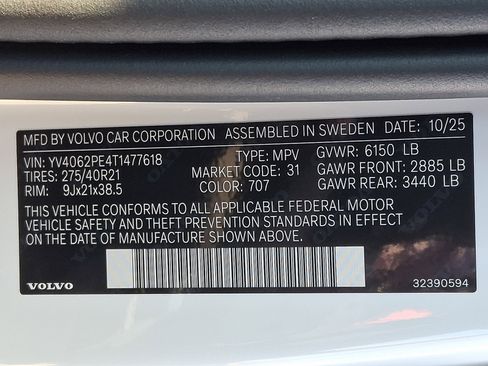 MFD BY VOLVO CAR CORPORATION ASSEMBLED IN SWEDEN DATE: 10/25
VIN: YV4062PE4T1477618 TYPE: MPV GVWR: 6150 LB
TIRES: 275/40R21 MARKET CODE: 31 GAWR FRONT: 2885 LB
RIM: 9Jx21x38.5 COLOR: 707 GAWR REAR: 3440 LB
THIS VEHICLE CONFORMS TO ALL APPLICABLE FEDERAL MOTOR
VEHICLE SAFETY AND THEFT PREVENTION STANDARDS IN EFFECT
ON THE DATE OF MANUFACTURE SHOWN ABOVE.
VOLVO 32390594